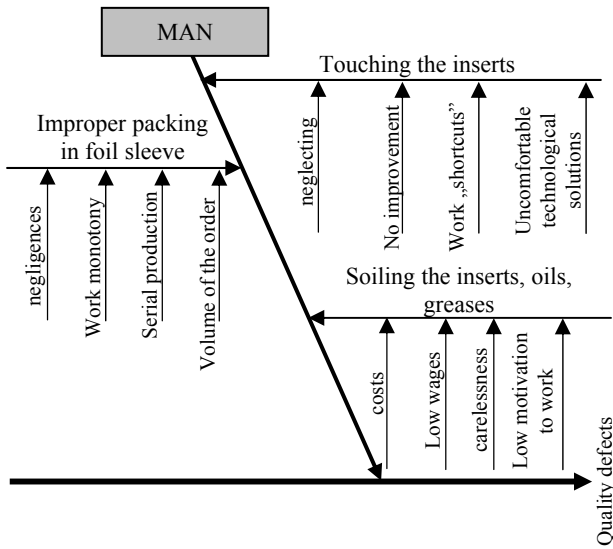 MAN
Touching the inserts
neglecting
No improvement
Work „shortcuts”
Uncomfortable
technological
solutions
Improper packing
in foil sleeve
negligences
Work monotony
Serial production
Volume of the order
Soiling the inserts, oils,
greases
costs
Low wages
carelessness
Low motivation
to work
Quality defects